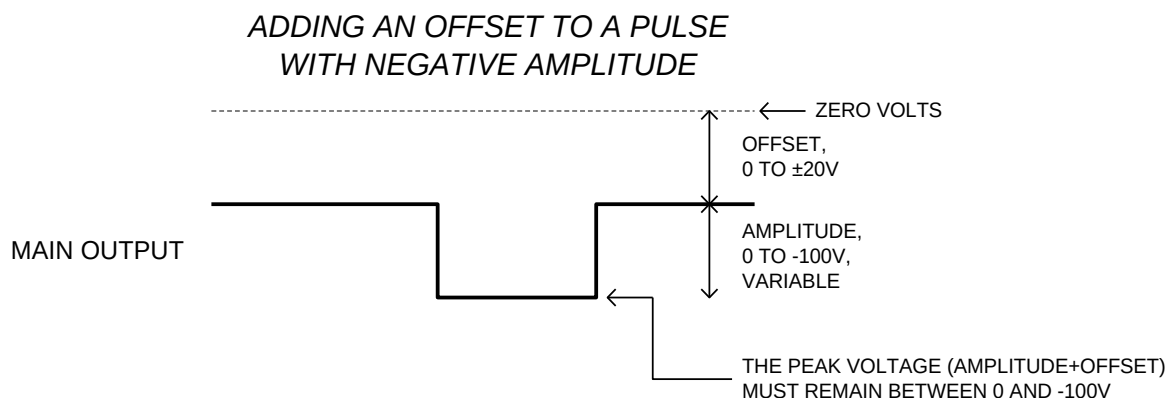 ADDING AN OFFSET TO A PULSE
WITH NEGATIVE AMPLITUDE
ZERO VOLTS
OFFSET,
0 TO ±20V
MAIN OUTPUT
AMPLITUDE,
0 TO -100V,
VARIABLE
THE PEAK VOLTAGE (AMPLITUDE+OFFSET)
MUST REMAIN BETWEEN 0 AND -100V